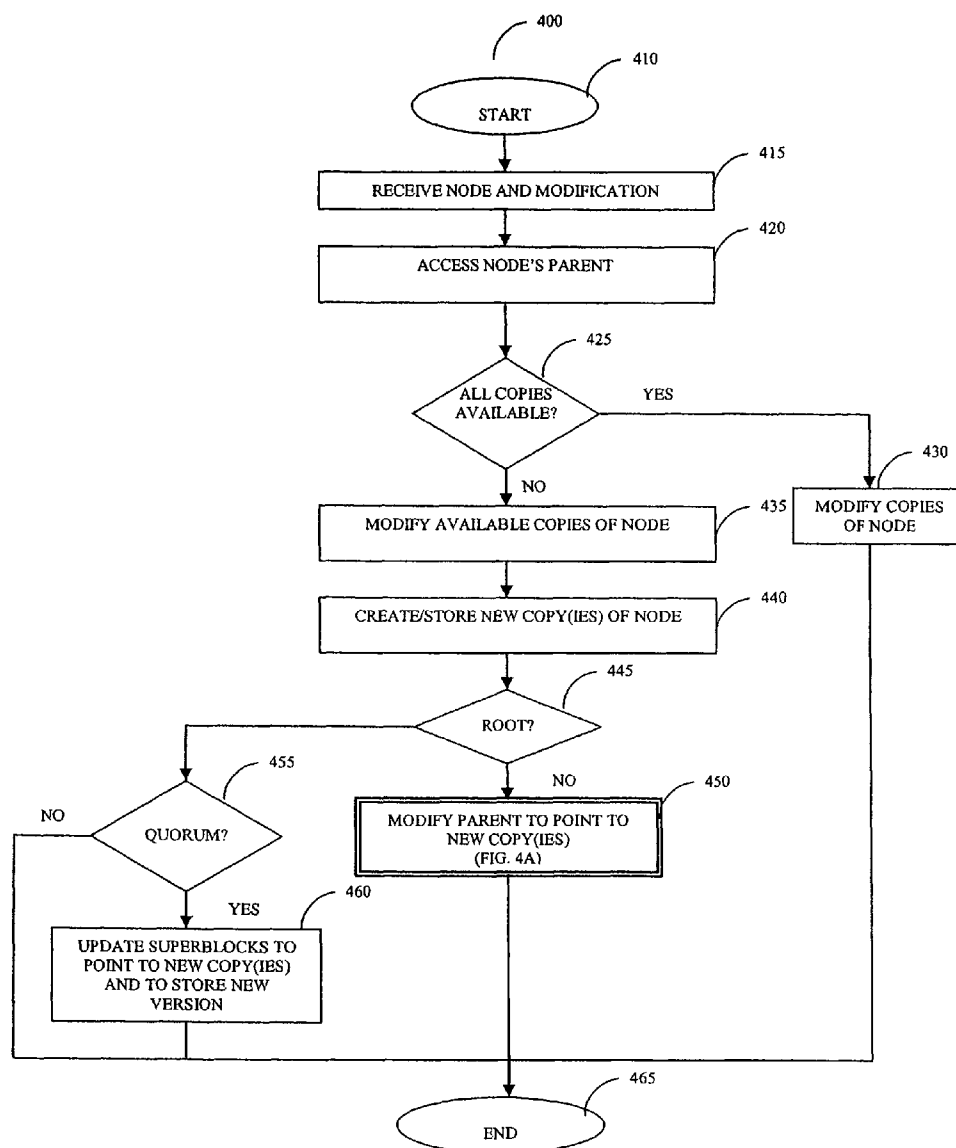 400
410
START
415
RECEIVE NODE AND MODIFICATION
420
ACCESS NODE'S PARENT
425
ALL COPIES
AVAILABLE?
YES
430
NO
MODIFY COPIES
OF NODE
435
MODIFY AVAILABLE COPIES OF NODE
440
CREATE/STORE NEW COPY(IES) OF NODE
445
ROOT?
455
NO
450
NO
QUORUM?
MODIFY PARENT TO POINT TO
NEW COPY(IES)
(FIG. 4A)
YES
460
UPDATE SUPERBLOCKS TO
POINT TO NEW COPY(IES)
AND TO STORE NEW
VERSION
465
END